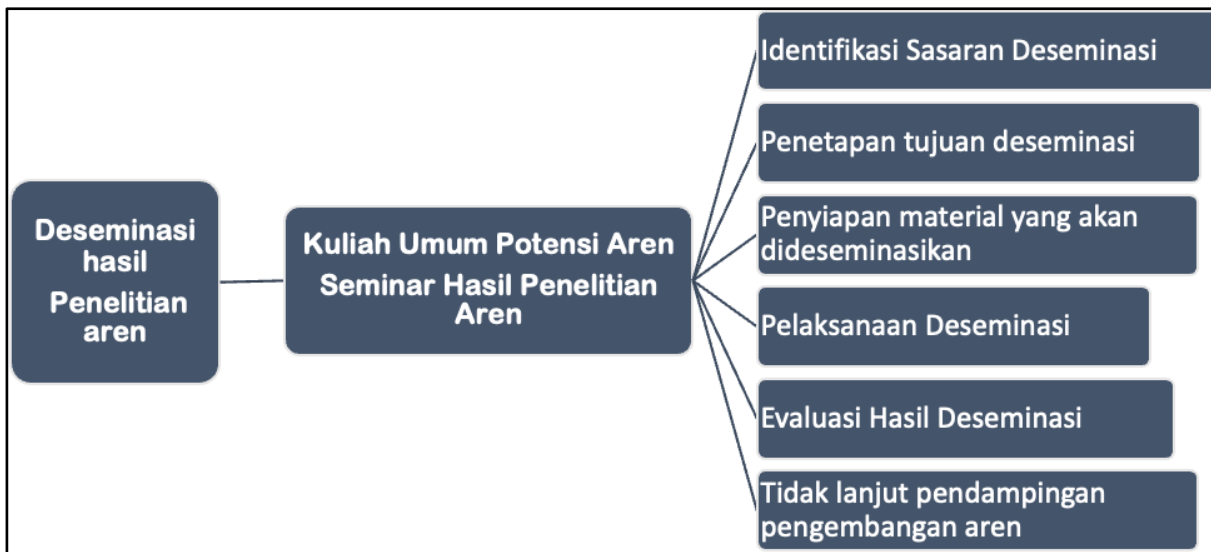 Deseminasi
hasil
Penelitian
aren
Kuliah Umum Potensi Aren
Seminar Hasil Penelitian
Aren
Identifikasi Sasaran Deseminasi
Penetapan tujuan deseminasi
Penyiapan material yang akan
dideseminasikan
Pelaksanaan Deseminasi
Evaluasi Hasil Deseminasi
Tidak lanjut pendampingan
pengembangan aren